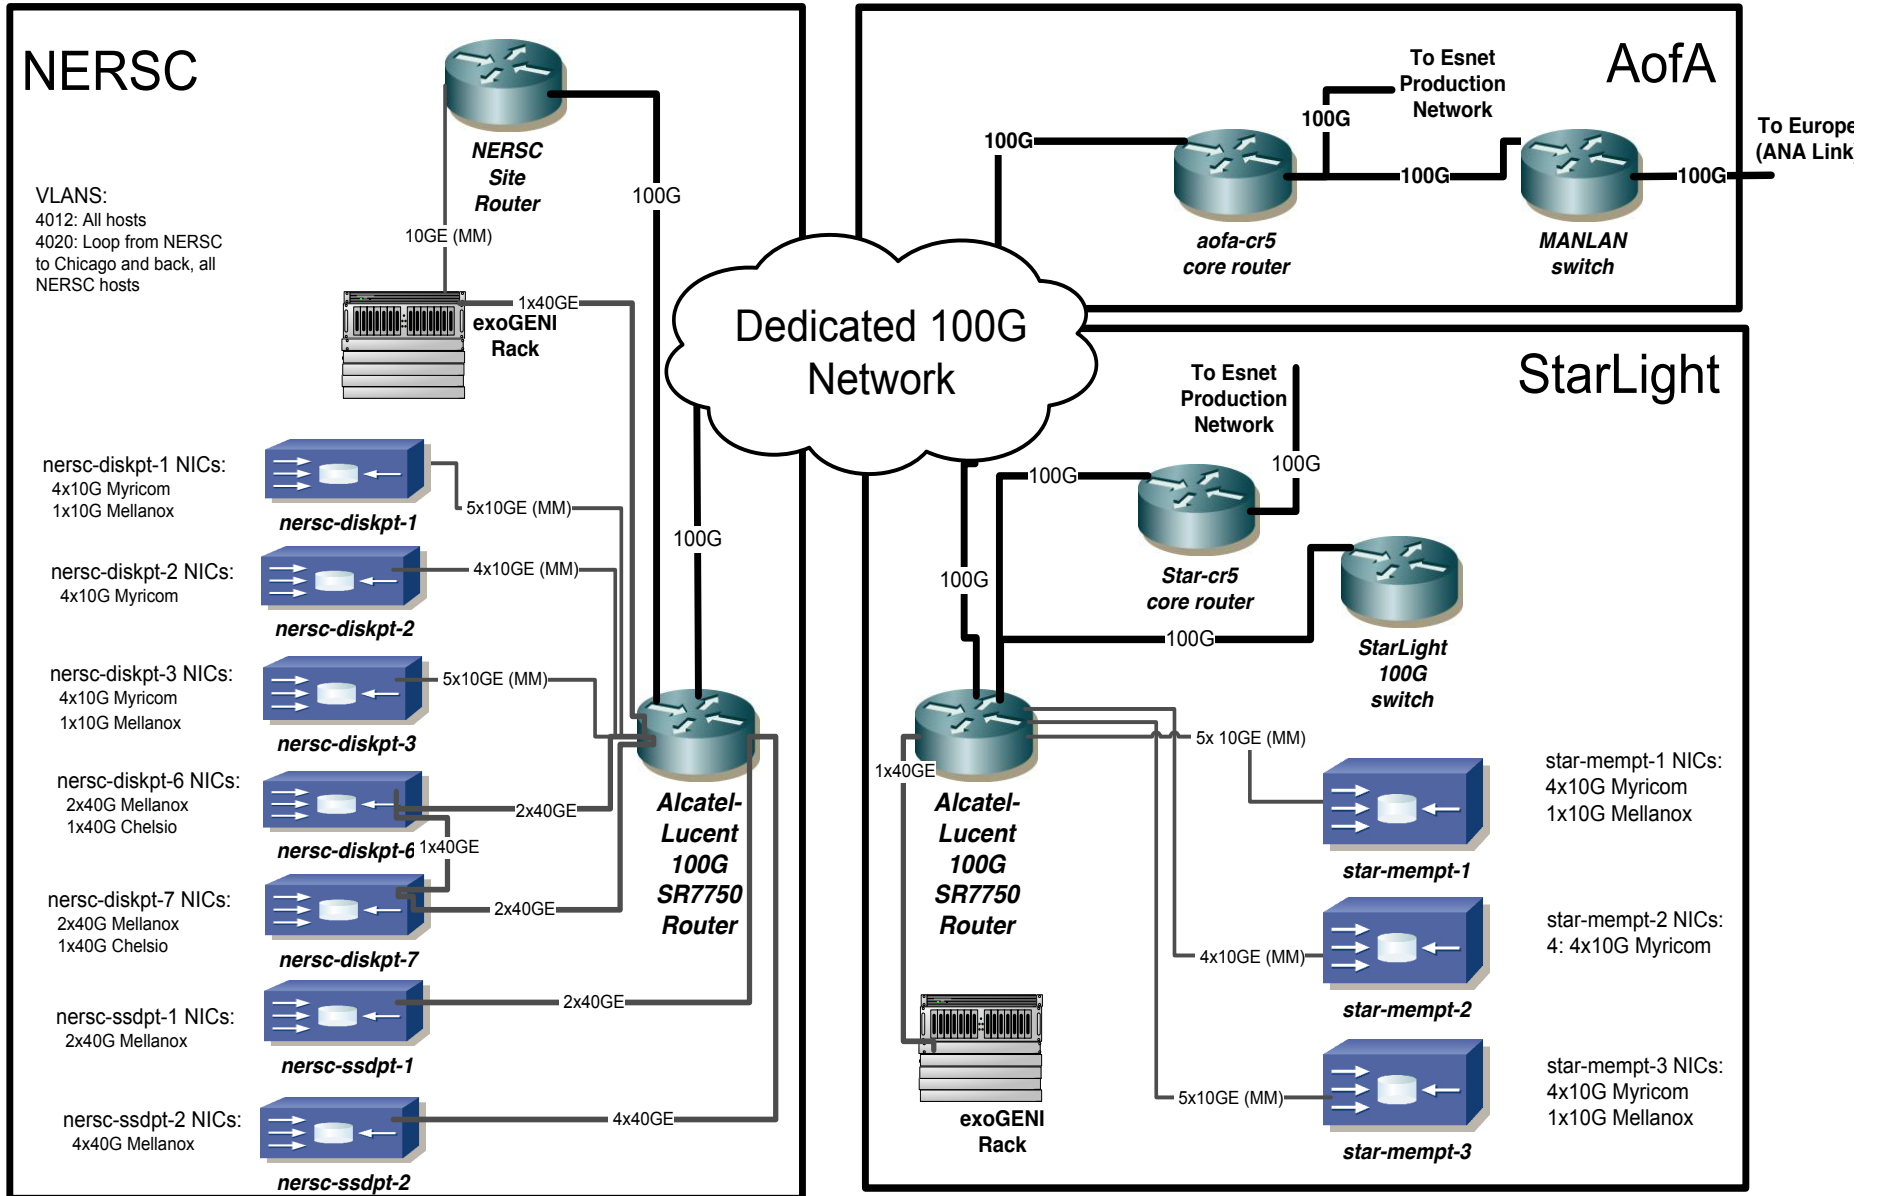 NERSC
NERSC
Site
Router
100G
10GE (MM)
VLANS:
4012: All hosts
4020: Loop from NERSC
to Chicago and back, all
NERSC hosts
1x40GE
exoGENI
Rack
nersc-diskpt-1 NICs:
4x10G Myricom
1x10G Mellanox
nersc-diskpt-1
5x10GE (MM)
nersc-diskpt-2 NICs:
4x10G Myricom
nersc-diskpt-2
4x10GE (MM)
nersc-diskpt-3 NICs:
4x10G Myricom
1x10G Mellanox
nersc-diskpt-3
5x10GE (MM)
nersc-diskpt-6 NICs:
2x40G Mellanox
1x40G Chelsio
nersc-diskpt-6
2x40GE
1x40GE
nersc-diskpt-7 NICs:
2x40G Mellanox
1x40G Chelsio
nersc-diskpt-7
2x40GE
nersc-ssdpt-1 NICs:
2x40G Mellanox
nersc-ssdpt-1
2x40GE
nersc-ssdpt-2 NICs:
4x40G Mellanox
nersc-ssdpt-2
4x40GE
100G
Alcatel-
Lucent
100G
SR7750
Router
Dedicated 100G
Network
AofA
To Esnet
Production
Network
100G
100G
100G
100G
To Europe
(ANA Link
aofa-cr5
core router
MANLAN
switch
StarLight
To Esnet
Production
Network
100G
100G
Star-cr5
core router
100G
100G
StarLight
100G
switch
1x40GE
Alcatel-
Lucent
100G
SR7750
Router
5x 10GE (MM)
star-mempt-1 NICs:
4x10G Myricom
1x10G Mellanox
star-mempt-1
4x10GE (MM)
star-mempt-2 NICs:
4: 4x10G Myricom
star-mempt-2
5x10GE (MM)
star-mempt-3 NICs:
4x10G Myricom
1x10G Mellanox
star-mempt-3
exoGENI
Rack